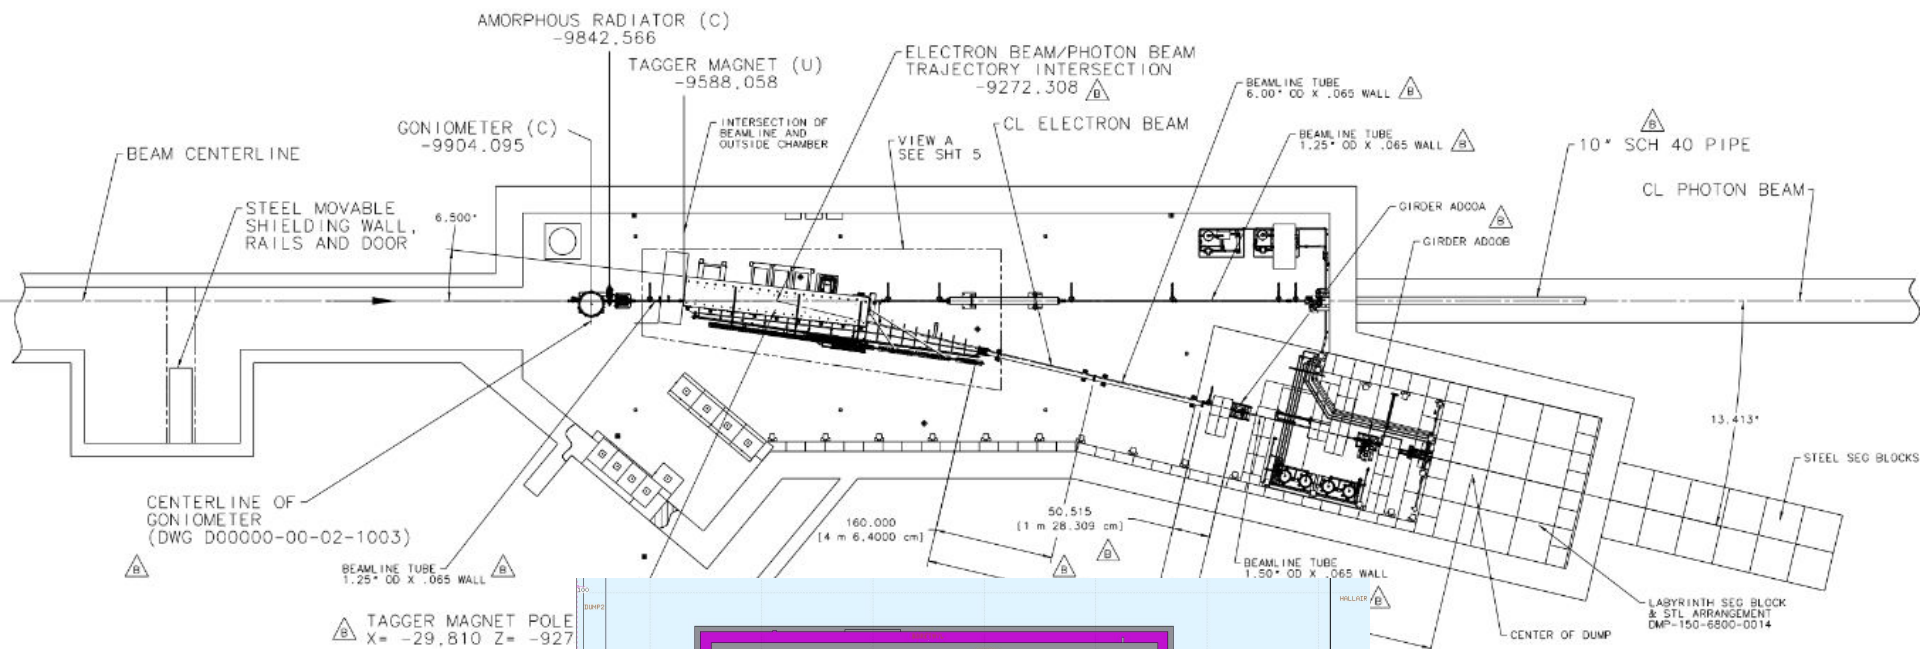 AMORPHOUS RADIATOR (C)
-9842.566
TAGGER MAGNET (U)
-9588.058
ELECTRON BEAM/PHOTON BEAM
TRAJECTORY INTERSECTION
-9272.308
B
BEAMLINE TUBE
6.00" OD X .065 WALL
B
GONIOMETER (C)
-9904.095
INTERSECTION OF
BEAMLINE AND
OUTSIDE CHAMBER
CL ELECTRON BEAM
VIEW A
SEE SHT 5
BEAMLINE TUBE
1.25" OD X .065 WALL
B
B
10" SCH 40 PIPE
BEAM CENTERLINE
CL PHOTON BEAM
STEEL MOVABLE
SHIELDING WALL,
RAILS AND DOOR
6.500°
GIRDER AD00A
B
GIRDER AD00B
13.413°
STEEL SEG BLOCKS
CENTERLINE OF
GONIOMETER
(DWG D00000-00-02-1003)
B
160.000
[4 m 6.4000 cm]
50.515
[1 m 28.309 cm]
B
B
BEAMLINE TUBE
1.25" OD X .065 WALL
B
BEAMLINE TUBE
1.50" OD X .065 WALL
B
LABYRINTH SEG BLOCK
& STL ARRANGEMENT
DMP-150-6800-0014
CENTER OF DUMP
B
TAGGER MAGNET POLE
X= -29.810 Z= -927
DUMP2
HALLAIR